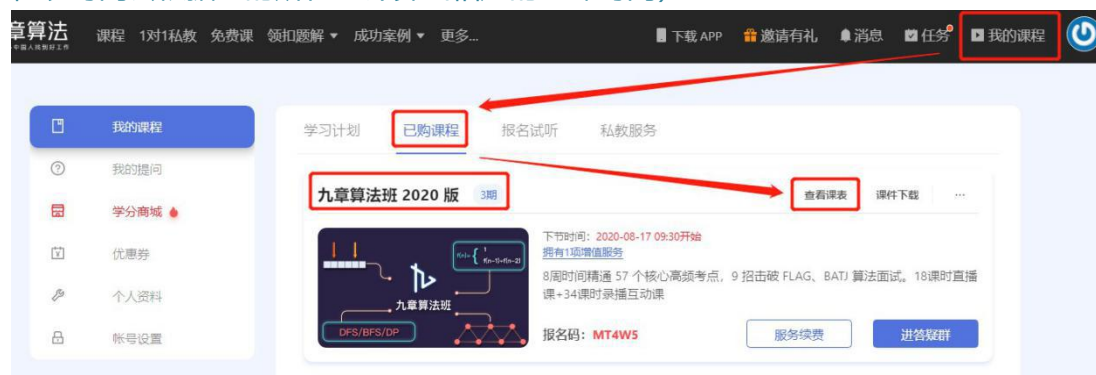 章算法 课程 1对1私教 免费课 领扣题解 ▼ 成功案例 ▼ 更多... 下载 APP 邀请有礼 消息 任务 我的课程
我的课程
我的提问
学分商城
优惠券
个人资料
帐号设置
学习计划 已购课程 报名试听 私教服务
九章算法班 2020 版 3期 查看课表 课件下载 ...
九章算法班
DFS/BFS/DP
下节时间：2020-08-17 09:30开始
拥有1项增值服务
8周时间精通 57 个核心高频考点，9 招击破 FLAG、BATJ 算法面试。18课时直播
课+34课时录播互动课
报名码：MT4W5 服务续费 进答疑群